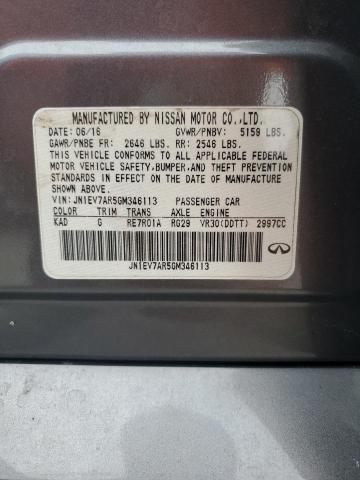 MANUFACTURED BY NISSAN MOTOR CO.,LTD.
DATE: 06/16 GVWR/PNBV: 5159 LBS.
GAWR/PNBE FR: 2646 LBS. RR: 2546 LBS.
THIS VEHICLE CONFORMS TO ALL APPLICABLE FEDERAL
MOTOR VEHICLE SAFETY,BUMPER,AND THEFT PREVENTION
STANDARDS IN EFFECT ON THE DATE OF MANUFACTURE
SHOWN ABOVE.
VIN: JN1EV7AR5GM346113 PASSENGER CAR
COLOR TRIM TRANS AXLE ENGINE
KAD G RE7R01A RG29 VR30(DDTT) 2997CC
JN1EV7AR5GM346113